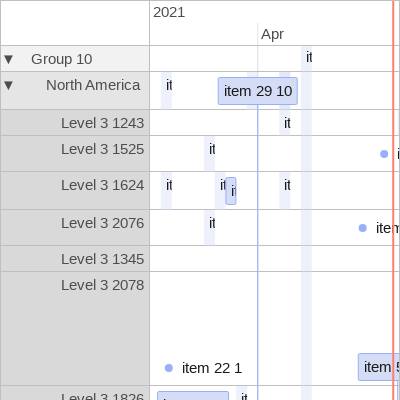 2021
Apr
▼ Group 10 it
▼ North America it item 29 10
Level 3 1243 it
Level 3 1525 it
Level 3 1624 it it it it
Level 3 2076 it item
Level 3 1345
Level 3 2078
item 22 1 item
Level 3 1826 it